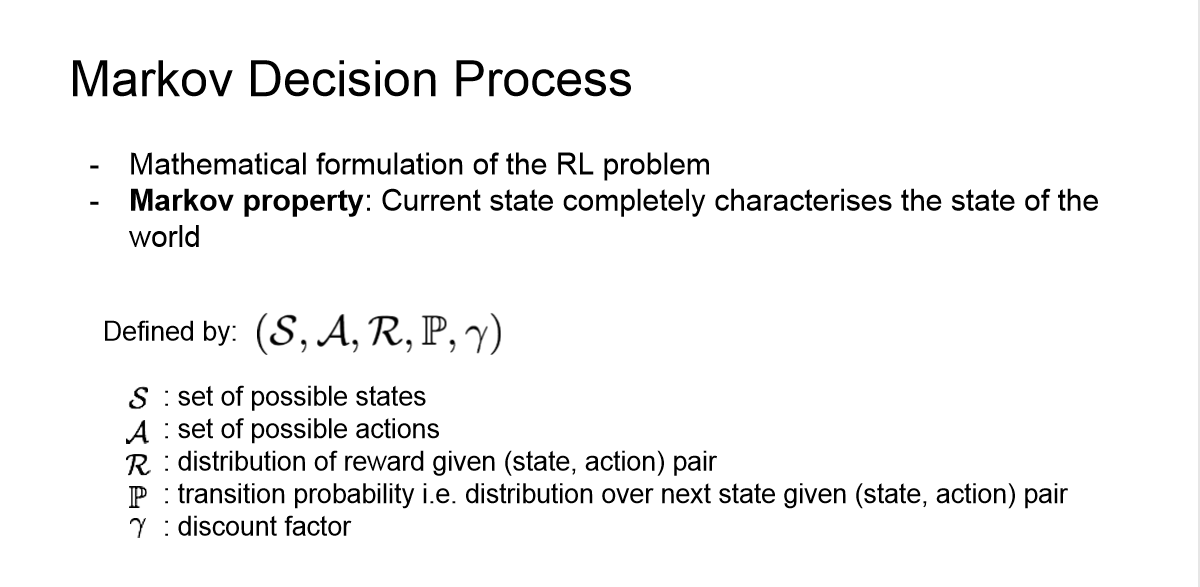 Markov Decision Process
- Mathematical formulation of the RL problem
- Markov property: Current state completely characterises the state of the
world
Defined by: (𝒮, 𝒜, ℛ, ℙ, γ)
𝒮 : set of possible states
𝒜 : set of possible actions
ℛ : distribution of reward given (state, action) pair
ℙ : transition probability i.e. distribution over next state given (state, action) pair
γ : discount factor